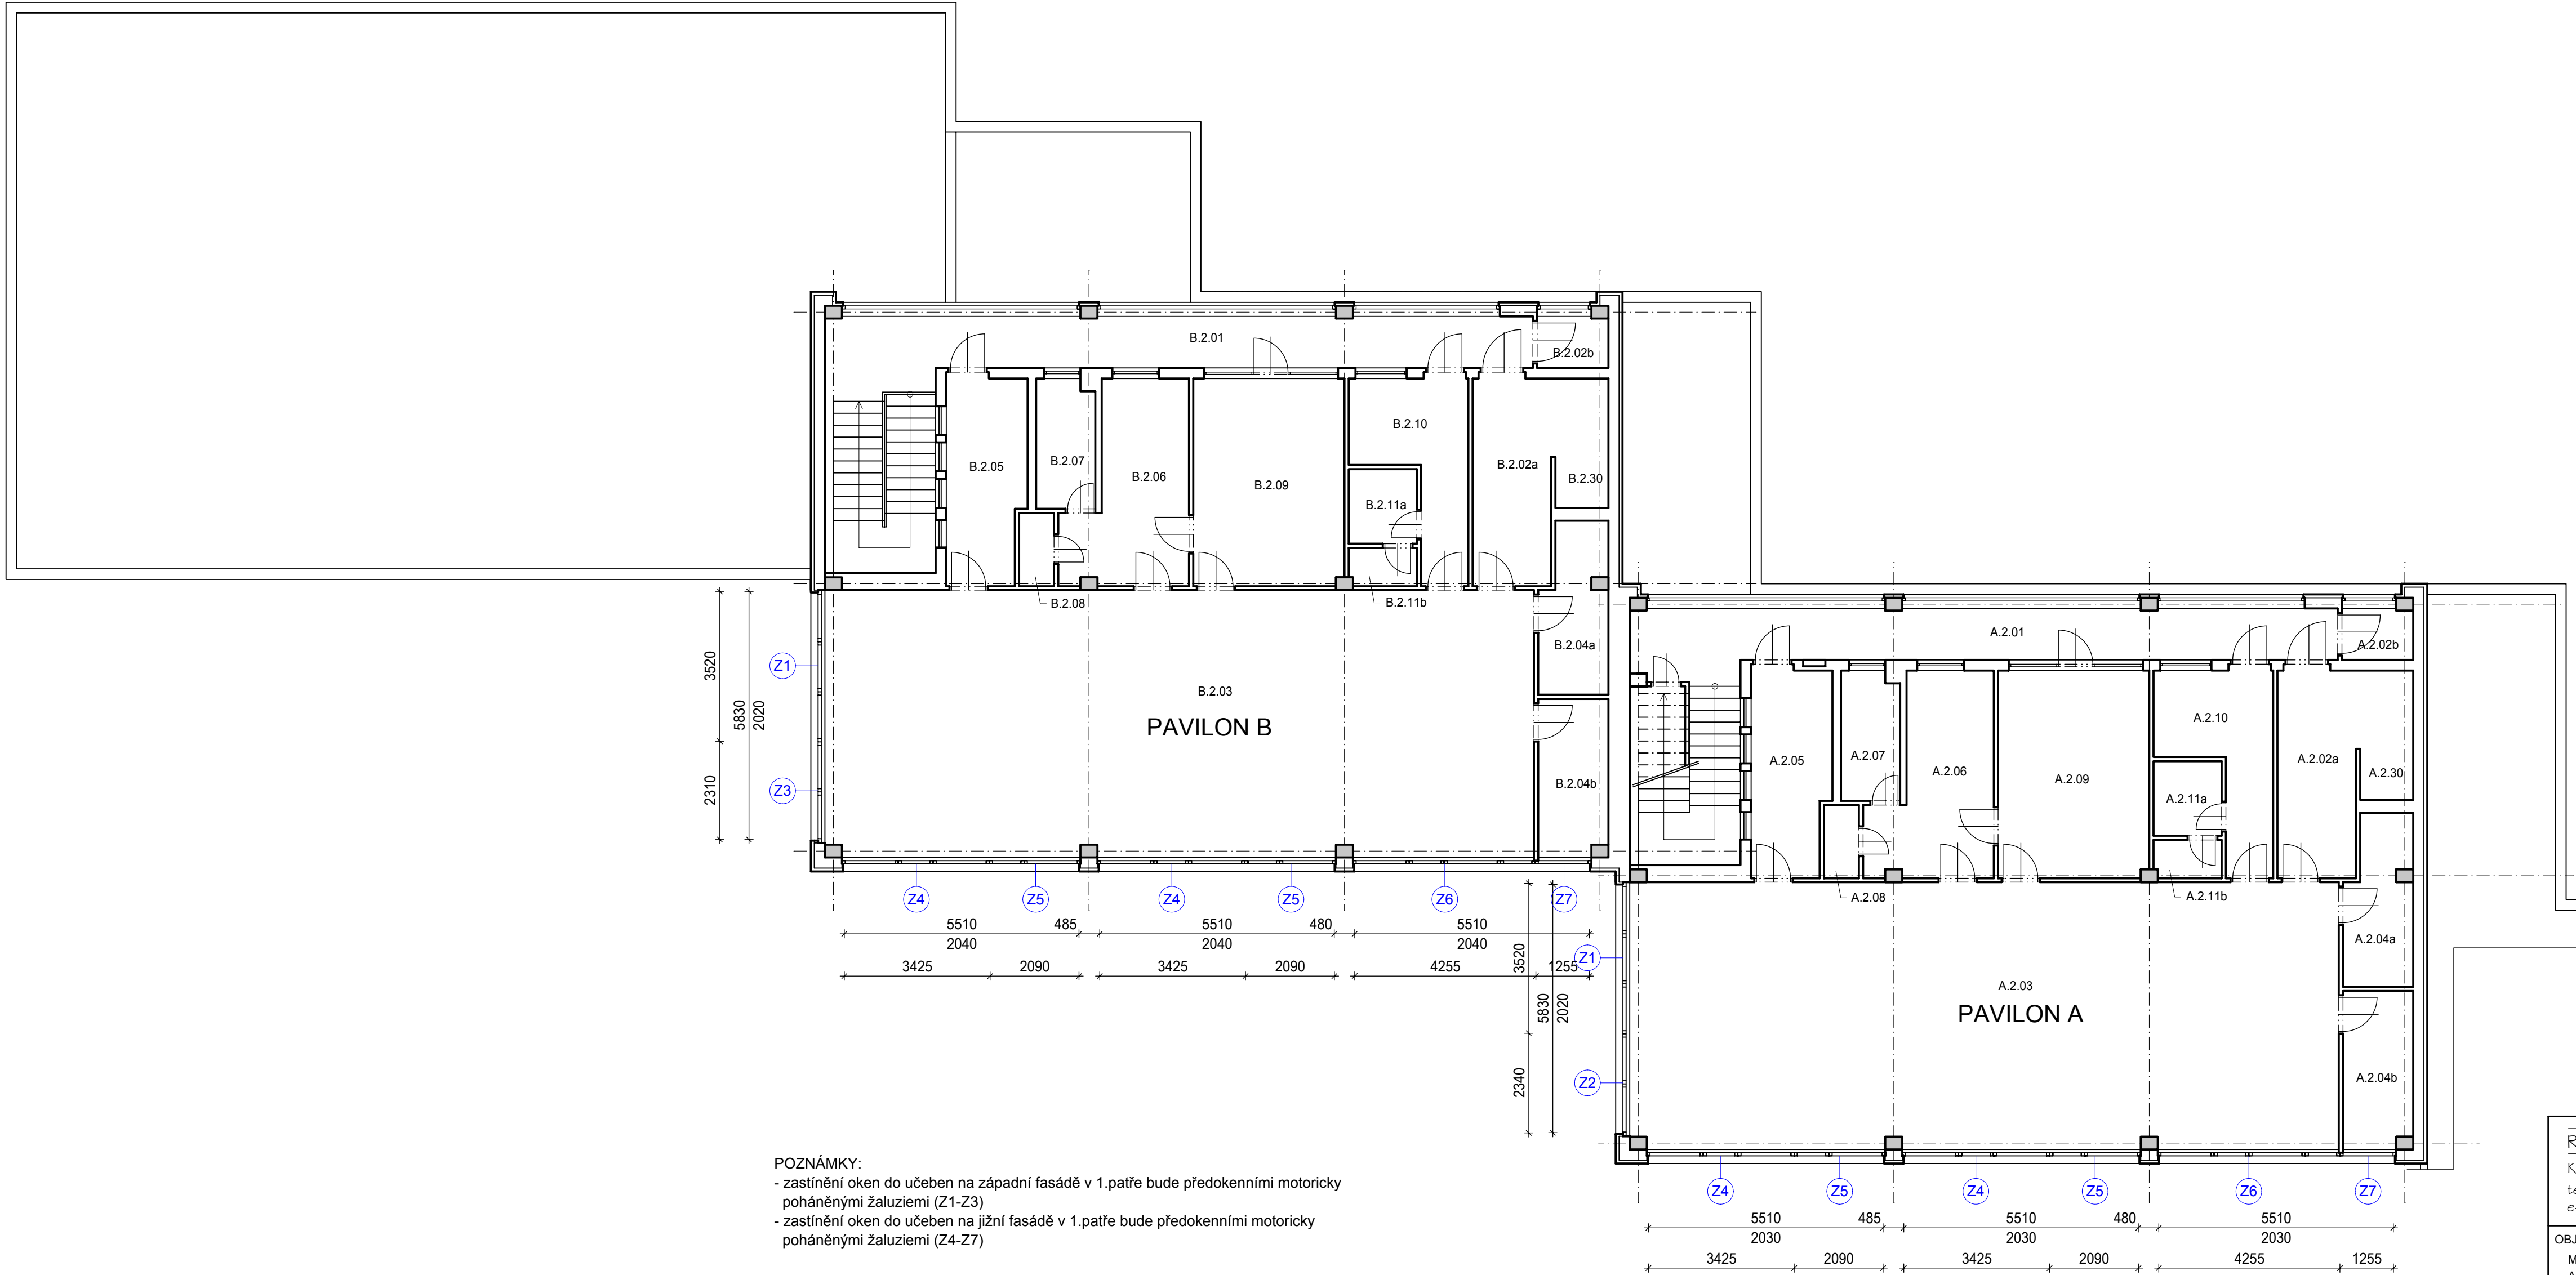 B.2.01
B.2.02b
B.2.05
B.2.07
B.2.06
B.2.09
B.2.10
B.2.11a
B.2.02a
B.2.30
B.2.08
B.2.11b
B.2.04a
B.2.03
PAVILON B
B.2.04b
Z1
Z3
3520
2310
5830
2020
Z4
Z5
Z4
Z5
Z6
Z7
5510 485 5510 480 5510
2040 2040 2040
3425 2090 3425 2090 4255 1255
A.2.01
A.2.02b
A.2.05
A.2.07
A.2.06
A.2.09
A.2.10
A.2.11a
A.2.02a
A.2.30
A.2.08
A.2.11b
A.2.04a
A.2.03
PAVILON A
A.2.04b
Z1
Z2
3520
2340
5830
2020
Z4
Z5
Z4
Z5
Z6
Z7
5510 485 5510 480 5510
2030 2030 2030
3425 2090 3425 2090 4255 1255
POZNÁMKY:
- zastínění oken do učeben na západní fasádě v 1.patře bude předokenními motoricky
poháněnými žaluziemi (Z1-Z3)
- zastínění oken do učeben na jižní fasádě v 1.patře bude předokenními motoricky
poháněnými žaluziemi (Z4-Z7)